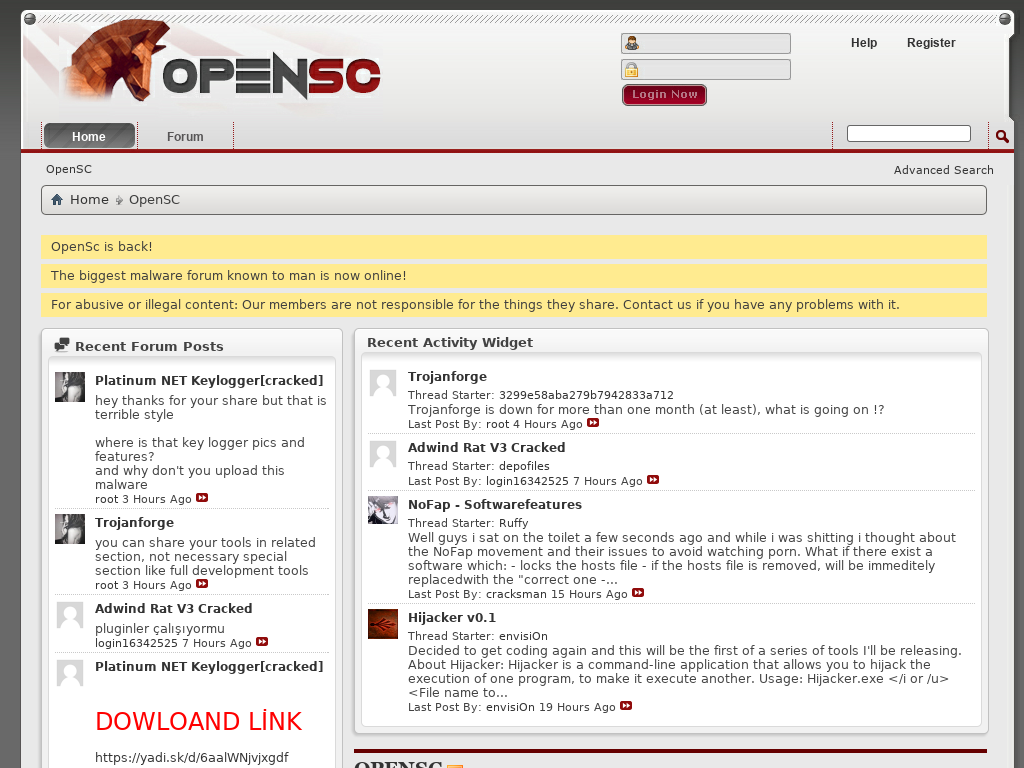 OPENSC
Help
Register
Login Now
Home
Forum
OpenSC
Advanced Search
Home OpenSC
OpenSc is back!
The biggest malware forum known to man is now online!
For abusive or illegal content: Our members are not responsible for the things they share. Contact us if you have any problems with it.
Recent Forum Posts
Platinum NET Keylogger[cracked]
hey thanks for your share but that is
terrible style
where is that key logger pics and
features?
and why don't you upload this
malware
root 3 Hours Ago
Trojanforge
you can share your tools in related
section, not necessary special
section like full development tools
root 3 Hours Ago
Adwind Rat V3 Cracked
pluginler çalışıyormu
login16342525 7 Hours Ago
Platinum NET Keylogger[cracked]
DOWLOAND LİNK
https://yadi.sk/d/6aalWNjvjxgdf
Recent Activity Widget
Trojanforge
Thread Starter: 3299e58aba279b7942833a712
Trojanforge is down for more than one month (at least), what is going on !?
Last Post By: root 4 Hours Ago
Adwind Rat V3 Cracked
Thread Starter: depofiles
Last Post By: login16342525 7 Hours Ago
NoFap - Softwarefeatures
Thread Starter: Ruffy
Well guys i sat on the toilet a few seconds ago and while i was shitting i thought about
the NoFap movement and their issues to avoid watching porn. What if there exist a
software which: - locks the hosts file - if the hosts file is removed, will be immeditely
replacedwith the "correct one -...
Last Post By: cracksman 15 Hours Ago
Hijacker v0.1
Thread Starter: envisiOn
Decided to get coding again and this will be the first of a series of tools I'll be releasing.
About Hijacker: Hijacker is a command-line application that allows you to hijack the
execution of one program, to make it execute another. Usage: Hijacker.exe </i or /u>
<File name to...
Last Post By: envisiOn 19 Hours Ago
OPENSC